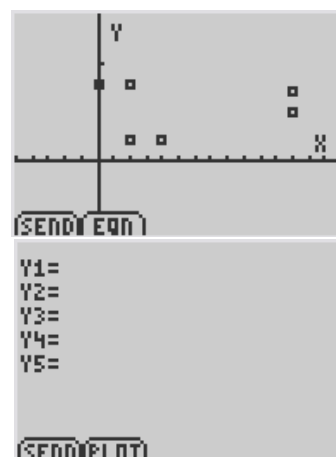 Y
X
SEND EQN
Y1=
Y2=
Y3=
Y4=
Y5=
SEND PLOT